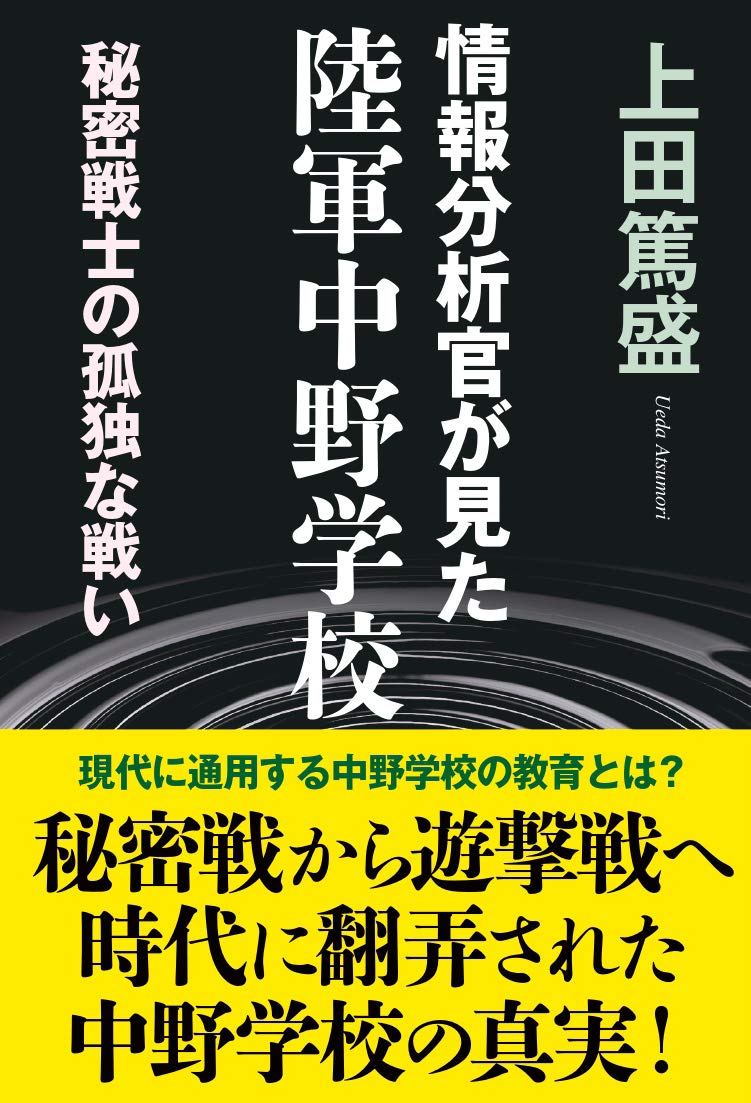 上田篤盛
Ueda Atsumori
情報分析官が見た
陸軍中野学校
秘密戦士の孤独な戦い
現代に通用する中野学校の教育とは？
秘密戦から遊撃戦へ
時代に翻弄された
中野学校の真実！